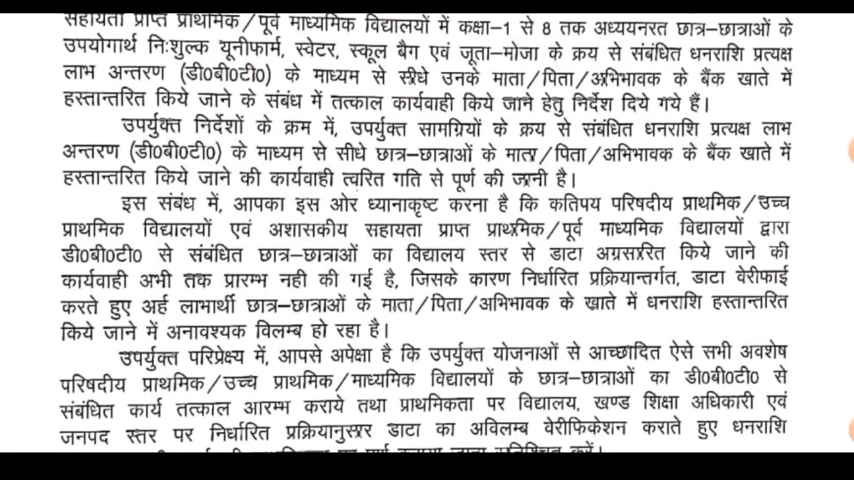 सहायता प्राप्त प्राथमिक/पूर्व माध्यमिक विद्यालयों में कक्षा-1 से 8 तक अध्ययनरत छात्र-छात्राओं के
उपयोगार्थ निःशुल्क यूनीफार्म, स्वेटर, स्कूल बैग एवं जूता-मोजा के क्रय से संबंधित धनराशि प्रत्यक्ष
लाभ अन्तरण (डी0बी0टी0) के माध्यम से सीधे उनके माता/पिता/अभिभावक के बैंक खाते में
हस्तान्तरित किये जाने के संबंध में तत्काल कार्यवाही किये जाने हेतु निर्देश दिये गये हैं।
उपर्युक्त निर्देशों के क्रम में, उपर्युक्त सामग्रियों के क्रय से संबंधित धनराशि प्रत्यक्ष लाभ
अन्तरण (डी0बी0टी0) के माध्यम से सीधे छात्र-छात्राओं के माता/पिता/अभिभावक के बैंक खाते में
हस्तान्तरित किये जाने की कार्यवाही त्वरित गति से पूर्ण की जानी है।
इस संबंध में, आपका इस ओर ध्यानाकृष्ट करना है कि कतिपय परिषदीय प्राथमिक/उच्च
प्राथमिक विद्यालयों एवं अशासकीय सहायता प्राप्त प्राथमिक/पूर्व माध्यमिक विद्यालयों द्वारा
डी0बी0टी0 से संबंधित छात्र-छात्राओं का विद्यालय स्तर से डाटा अग्रसारित किये जाने की
कार्यवाही अभी तक प्रारम्भ नही की गई है, जिसके कारण निर्धारित प्रक्रियान्तर्गत, डाटा वेरीफाई
करते हुए अर्ह लाभार्थी छात्र-छात्राओं के माता/पिता/अभिभावक के खाते में धनराशि हस्तान्तरित
किये जाने में अनावश्यक विलम्ब हो रहा है।
उपर्युक्त परिप्रेक्ष्य में, आपसे अपेक्षा है कि उपर्युक्त योजनाओं से आच्छादित ऐसे सभी अवशेष
परिषदीय प्राथमिक/उच्च प्राथमिक/माध्यमिक विद्यालयों के छात्र-छात्राओं का डी0बी0टी0 से
संबंधित कार्य तत्काल आरम्भ कराये तथा प्राथमिकता पर विद्यालय, खण्ड शिक्षा अधिकारी एवं
जनपद स्तर पर निर्धारित प्रक्रियानुसार डाटा का अविलम्ब वेरीफिकेशन कराते हुए धनराशि